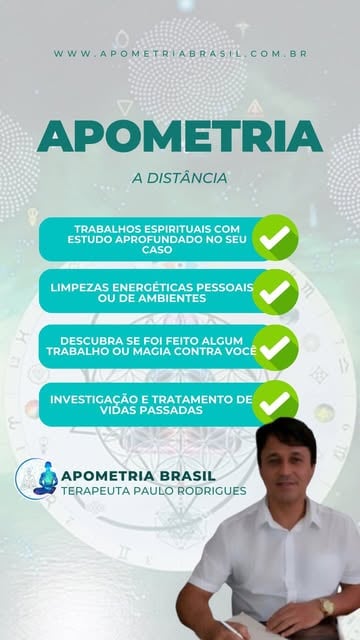 WWW.APOMETRIABRASIL.COM.BR
APOMETRIA
A DISTÂNCIA
TRABALHOS ESPIRITUAIS COM
ESTUDO APROFUNDADO NO SEU
CASO
LIMPEZAS ENERGÉTICAS PESSOAIS
OU DE AMBIENTES
DESCUBRA SE FOI FEITO ALGUM
TRABALHO OU MAGIA CONTRA VOCÊ
INVESTIGAÇÃO E TRATAMENTO DE
VIDAS PASSADAS
APOMETRIA BRASIL
TERAPEUTA PAULO RODRIGUES